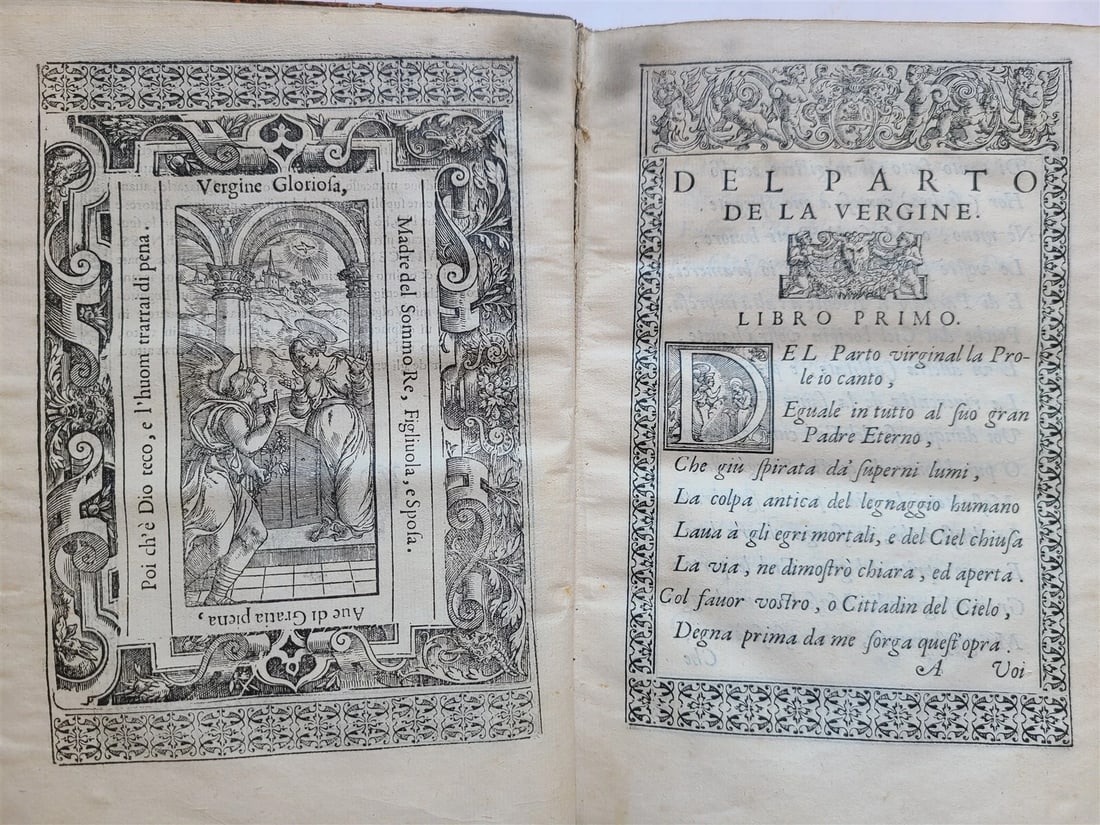 Vergine Glorioſa,
Madre del Sommo Re, Figliuola, e Spoſa.
Aue di Gratia piena,
Poi ch'è Dio teco, e l'huom trarrai di pena.
DEL PARTO
DE LA VERGINE.
LIBRO PRIMO.
DEL Parto virginal la Pro-
le io canto,
Eguale in tutto al ſuo gran
Padre Eterno,
Che giù ſpirata da' ſuperni lumi,
La colpa antica del legnaggio humano
Laua à gli egri mortali, e del Ciel chiuſa
La via, ne dimoſtrò chiara, ed aperta.
Col fauor voſtro, o Cittadin del Cielo,
Degna prima da me ſorga queſt'opra
A Voi